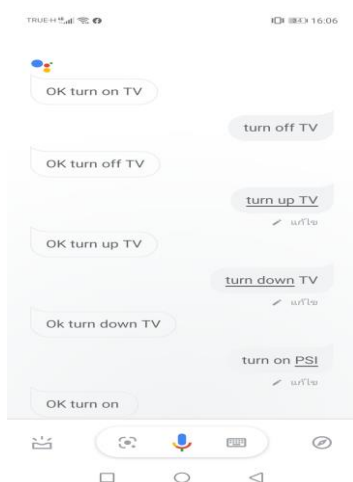 TRUE-H 16:06
OK turn on TV
turn off TV
OK turn off TV
turn up TV
แก้ไข
OK turn up TV
turn down TV
แก้ไข
Ok turn down TV
turn on PSI
แก้ไข
OK turn on